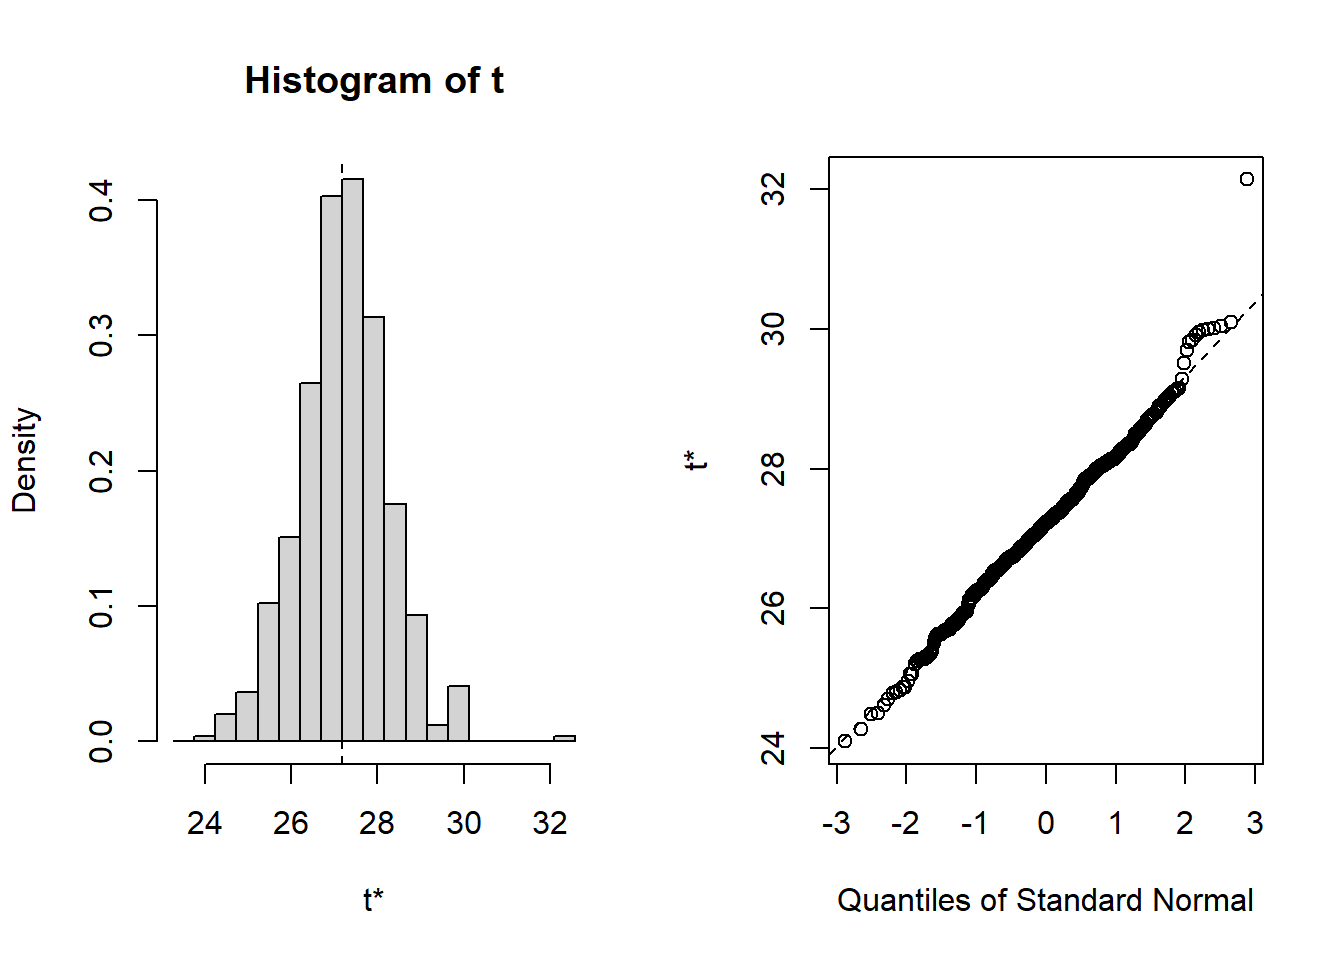 Histogram of t
Density
0.0 0.1 0.2 0.3 0.4
24 26 28 30 32
t*
t*
24 26 28 30 32
-3 -2 -1 0 1 2 3
Quantiles of Standard Normal